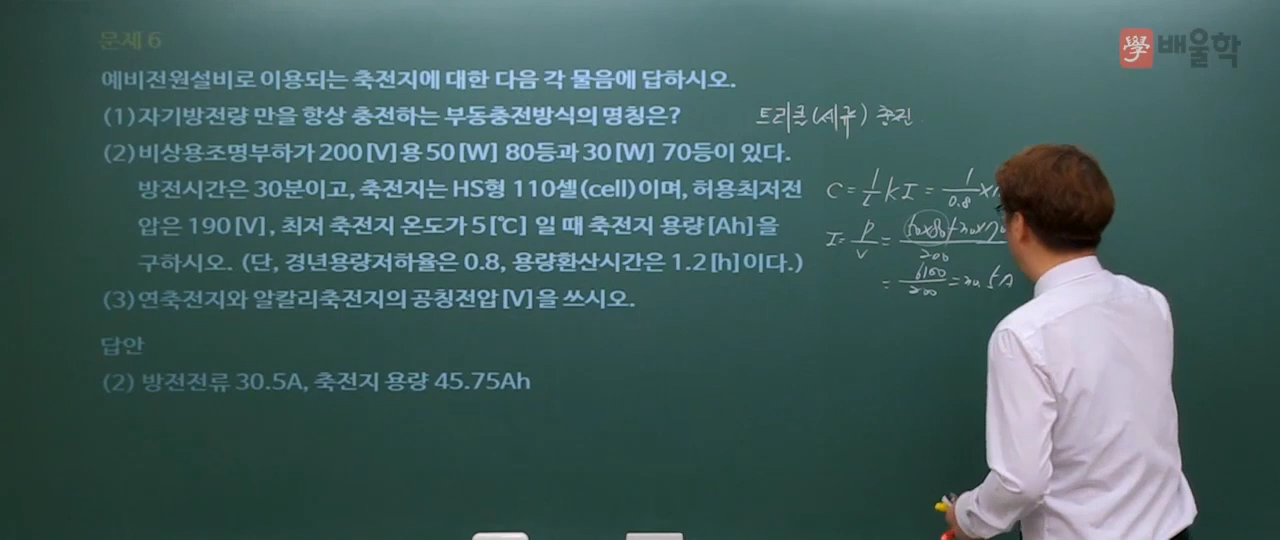 문제 6
學 배울학
예비전원설비로 이용되는 축전지에 대한 다음 각 물음에 답하시오.
(1) 자기방전량 만을 항상 충전하는 부동충전방식의 명칭은?
트리클(세류) 충전
(2) 비상용조명부하가 200[V]용 50[W] 80등과 30[W] 70등이 있다.
방전시간은 30분이고, 축전지는 HS형 110셀(cell)이며, 허용최저전
압은 190[V], 최저 축전지 온도가 5[℃] 일 때 축전지 용량[Ah]을
구하시오. (단, 경년용량저하율은 0.8, 용량환산시간은 1.2[h]이다.)
C = 1/L K I = 1/0.8 ×
I = P/V = 50×80+30×70/200
= 6100/200 = 30.5A
(3) 연축전지와 알칼리축전지의 공칭전압[V]을 쓰시오.
답안
(2) 방전전류 30.5A, 축전지 용량 45.75Ah